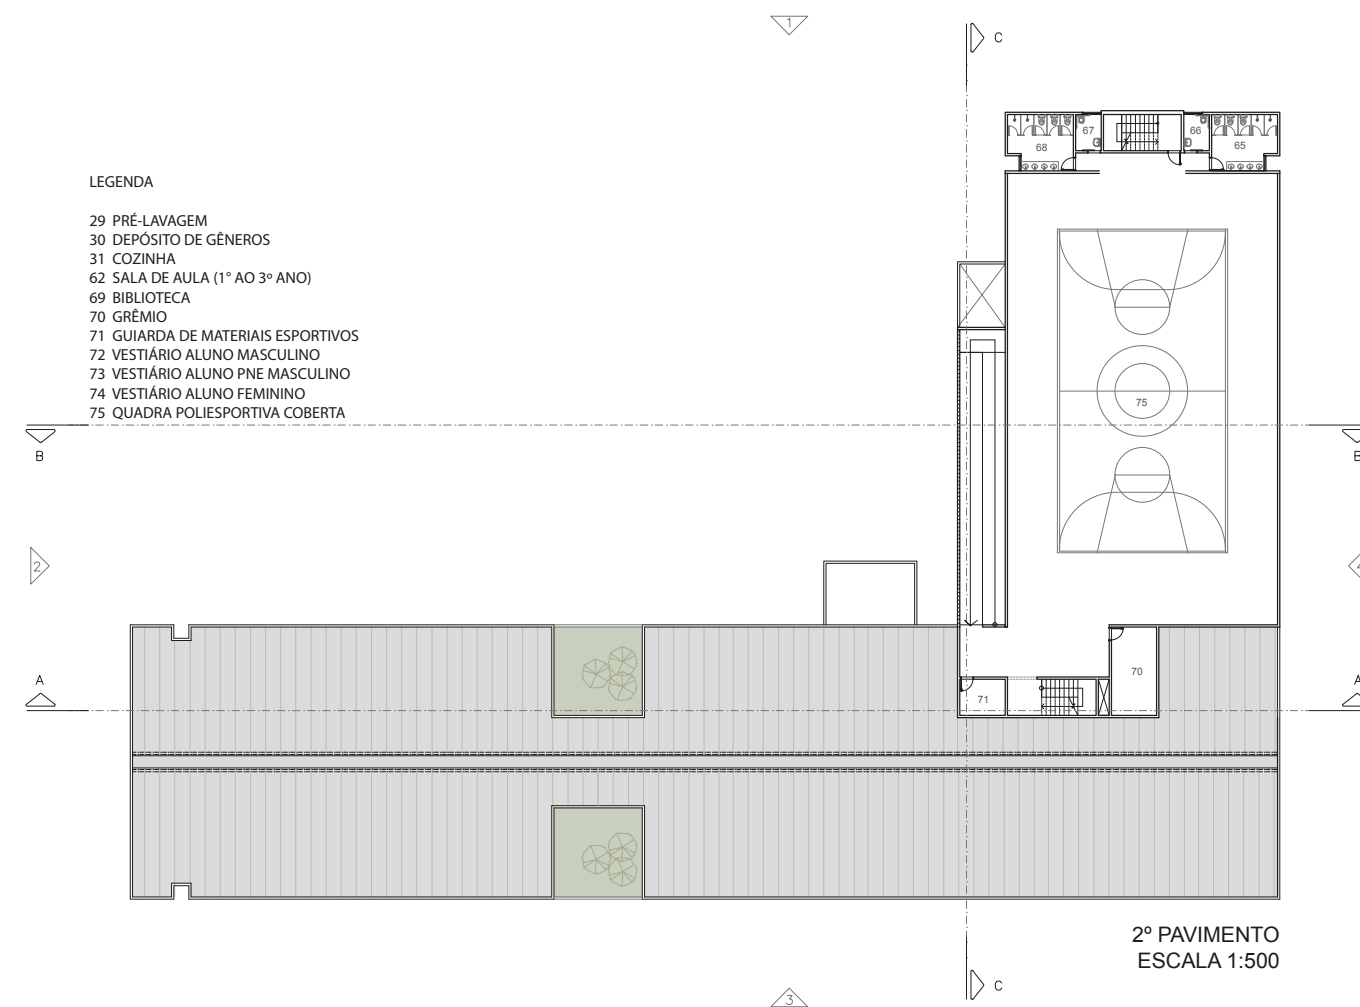 1
C
68
67
66
65
LEGENDA
29 PRÉ-LAVAGEM
30 DEPÓSITO DE GÊNEROS
31 COZINHA
62 SALA DE AULA (1° AO 3º ANO)
69 BIBLIOTECA
70 GRÊMIO
71 GUIARDA DE MATERIAIS ESPORTIVOS
72 VESTIÁRIO ALUNO MASCULINO
73 VESTIÁRIO ALUNO PNE MASCULINO
74 VESTIÁRIO ALUNO FEMININO
75 QUADRA POLIESPORTIVA COBERTA
75
B
B
2
4
A
A
70
71
2º PAVIMENTO
ESCALA 1:500
C
3